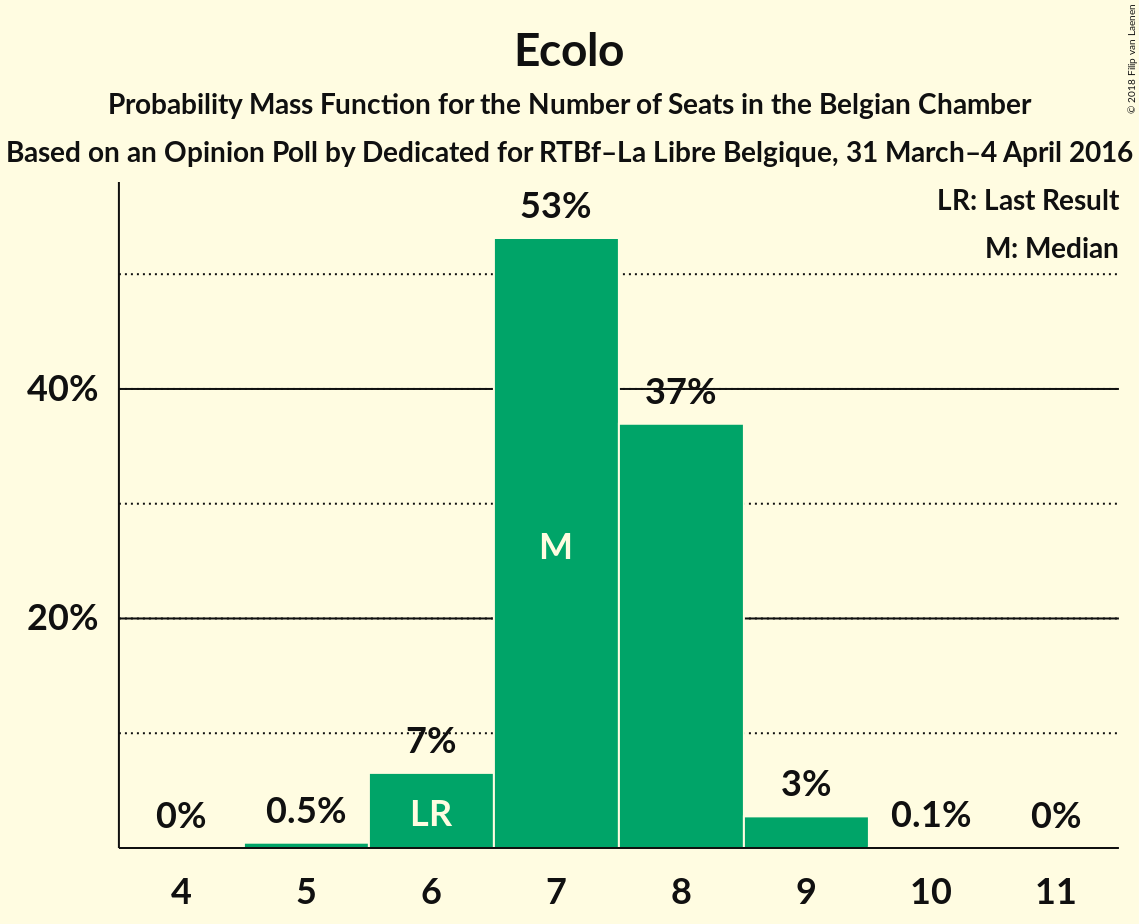 Ecolo
Probability Mass Function for the Number of Seats in the Belgian Chamber
Based on an Opinion Poll by Dedicated for RTBf–La Libre Belgique, 31 March–4 April 2016
© 2018 Filip van Laenen
LR: Last Result
M: Median
53%
40%
37%
M
20%
7%
3%
0%
0.5%
LR
0.1%
0%
4 5 6 7 8 9 10 11